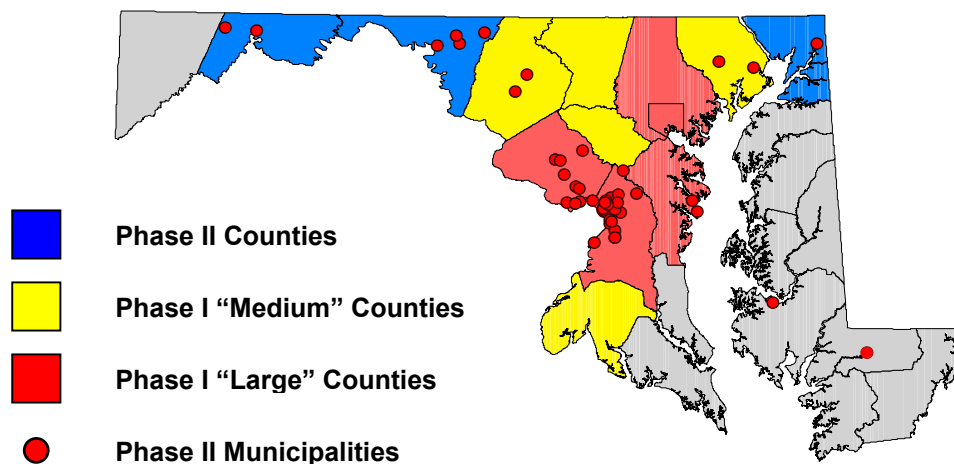 Phase II Counties
Phase I “Medium” Counties
Phase I “Large” Counties
Phase II Municipalities